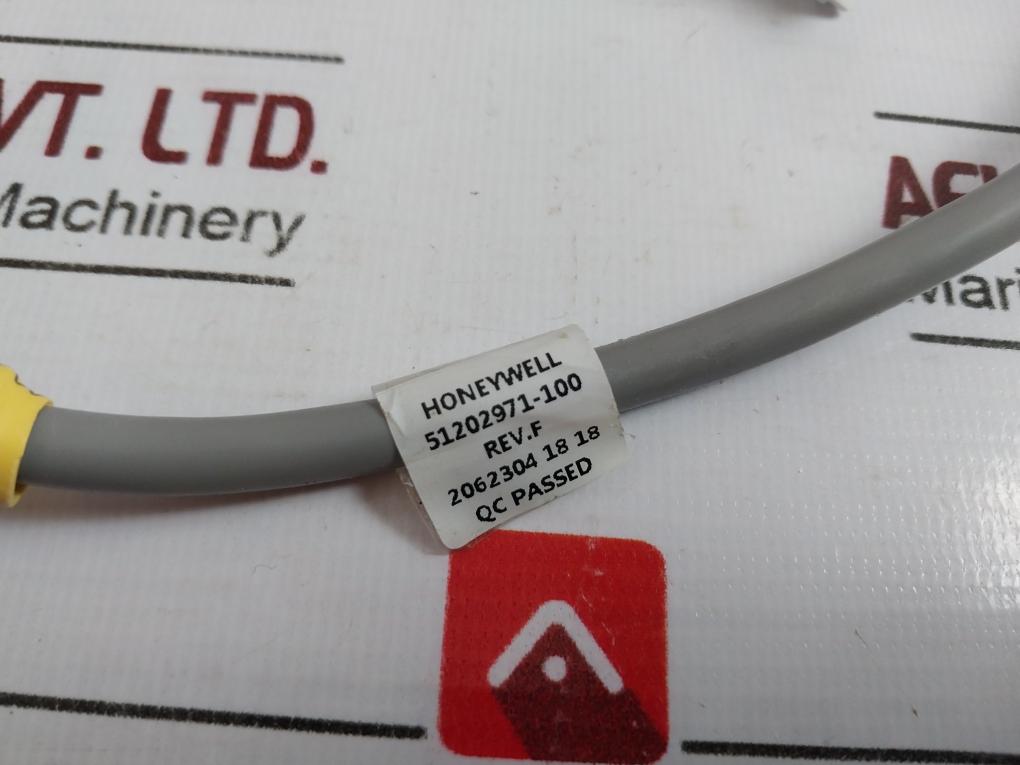 VT. LTD.
Machinery
HONEYWELL
51202971-100
REV.F
2062304 18 18
QC PASSED